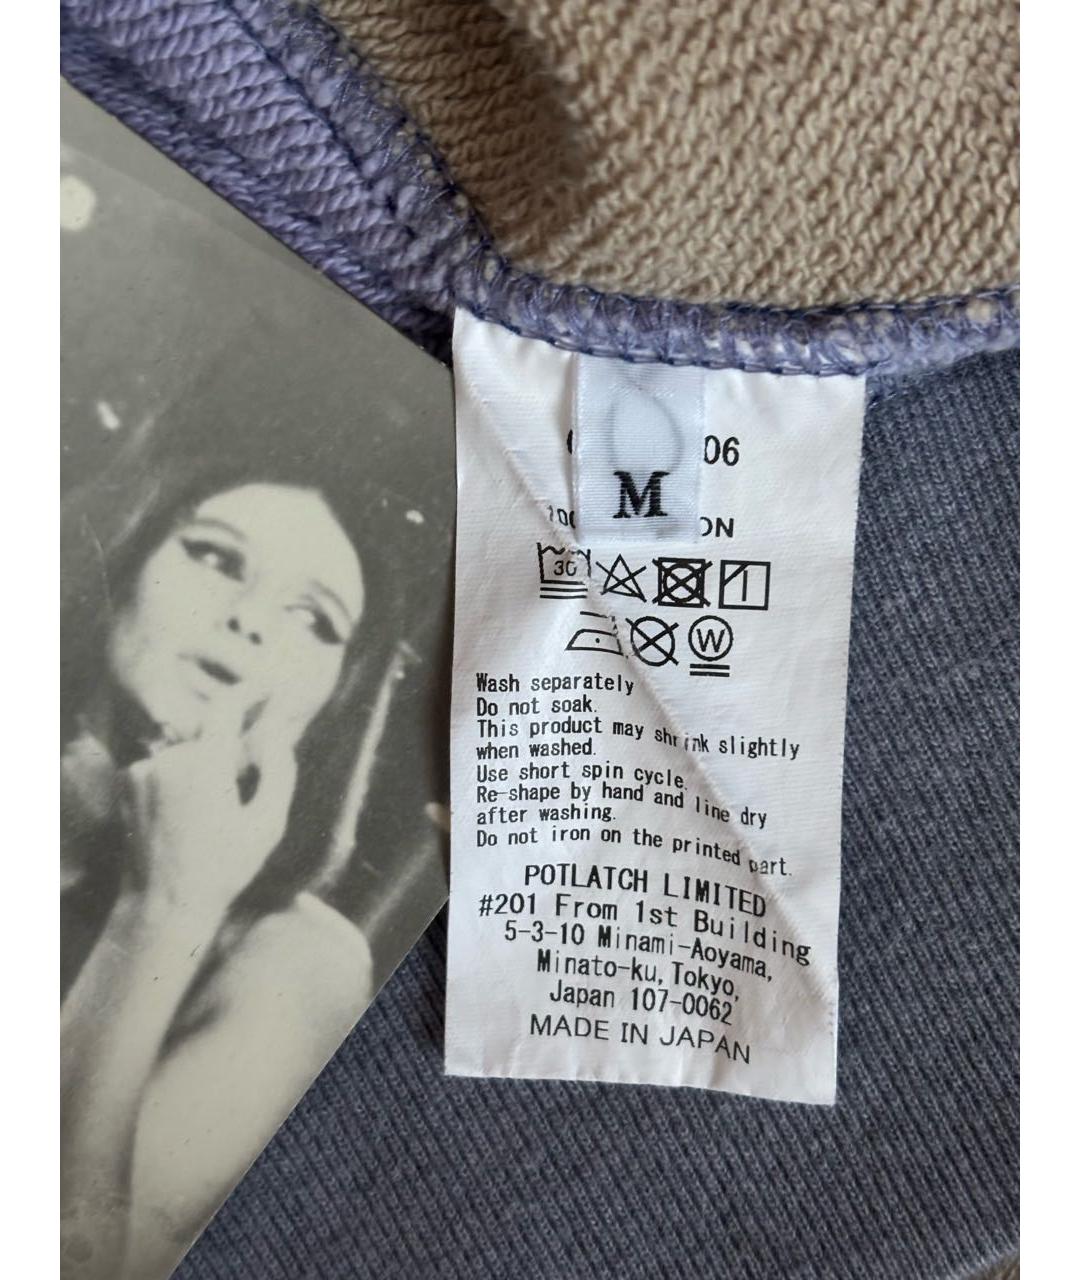 06
M
30
W
Wash separately
Do not soak.
This product may shrink slightly
when washed.
Use short spin cycle.
Re-shape by hand and line dry
after washing.
Do not iron on the printed part.
POTLATCH LIMITED
#201 From 1st Building
5-3-10 Minami-Aoyama,
Minato-ku, Tokyo,
Japan 107-0062
MADE IN JAPAN